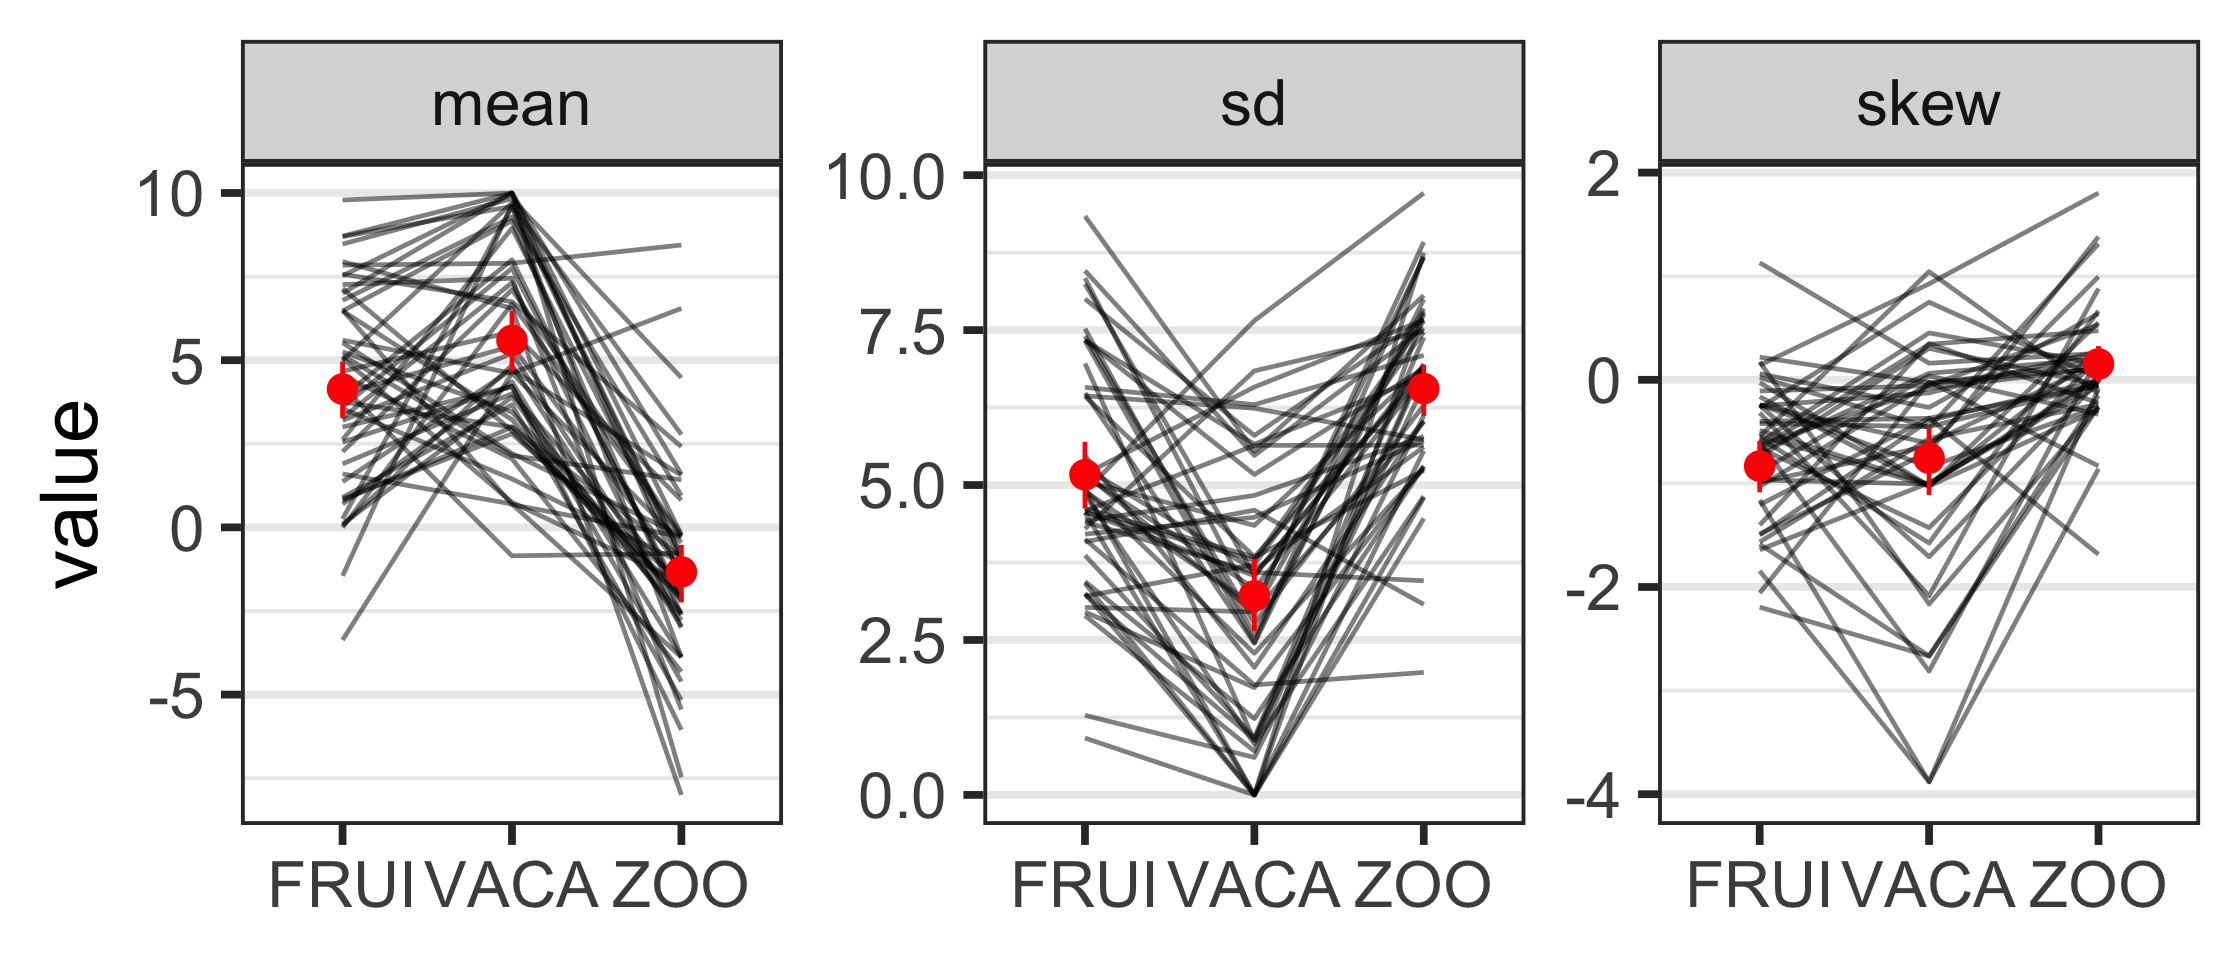 mean sd skew
value
10
5
0
-5
FRUI VACA ZOO
10.0
7.5
5.0
2.5
0.0
FRUI VACA ZOO
2
0
-2
-4
FRUI VACA ZOO